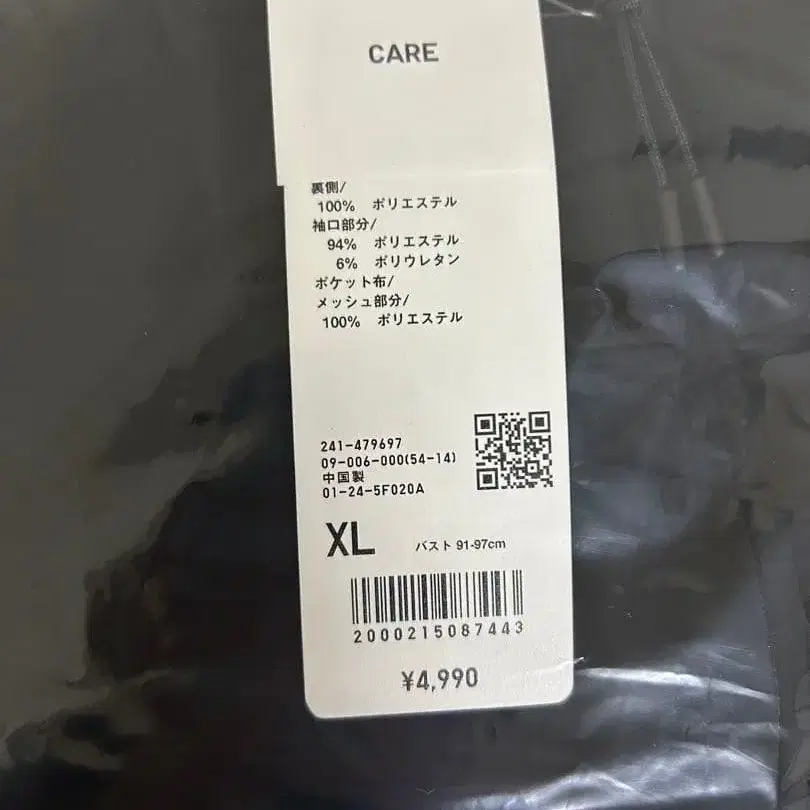 CARE
裏側/
100% ポリエステル
袖口部分/
94% ポリエステル
6% ポリウレタン
ポケット布/
メッシュ部分/
100% ポリエステル
241-479697
09-006-000(54-14)
中国製
01-24-5F020A
XL バスト 91-97cm
2000215087443
¥4,990